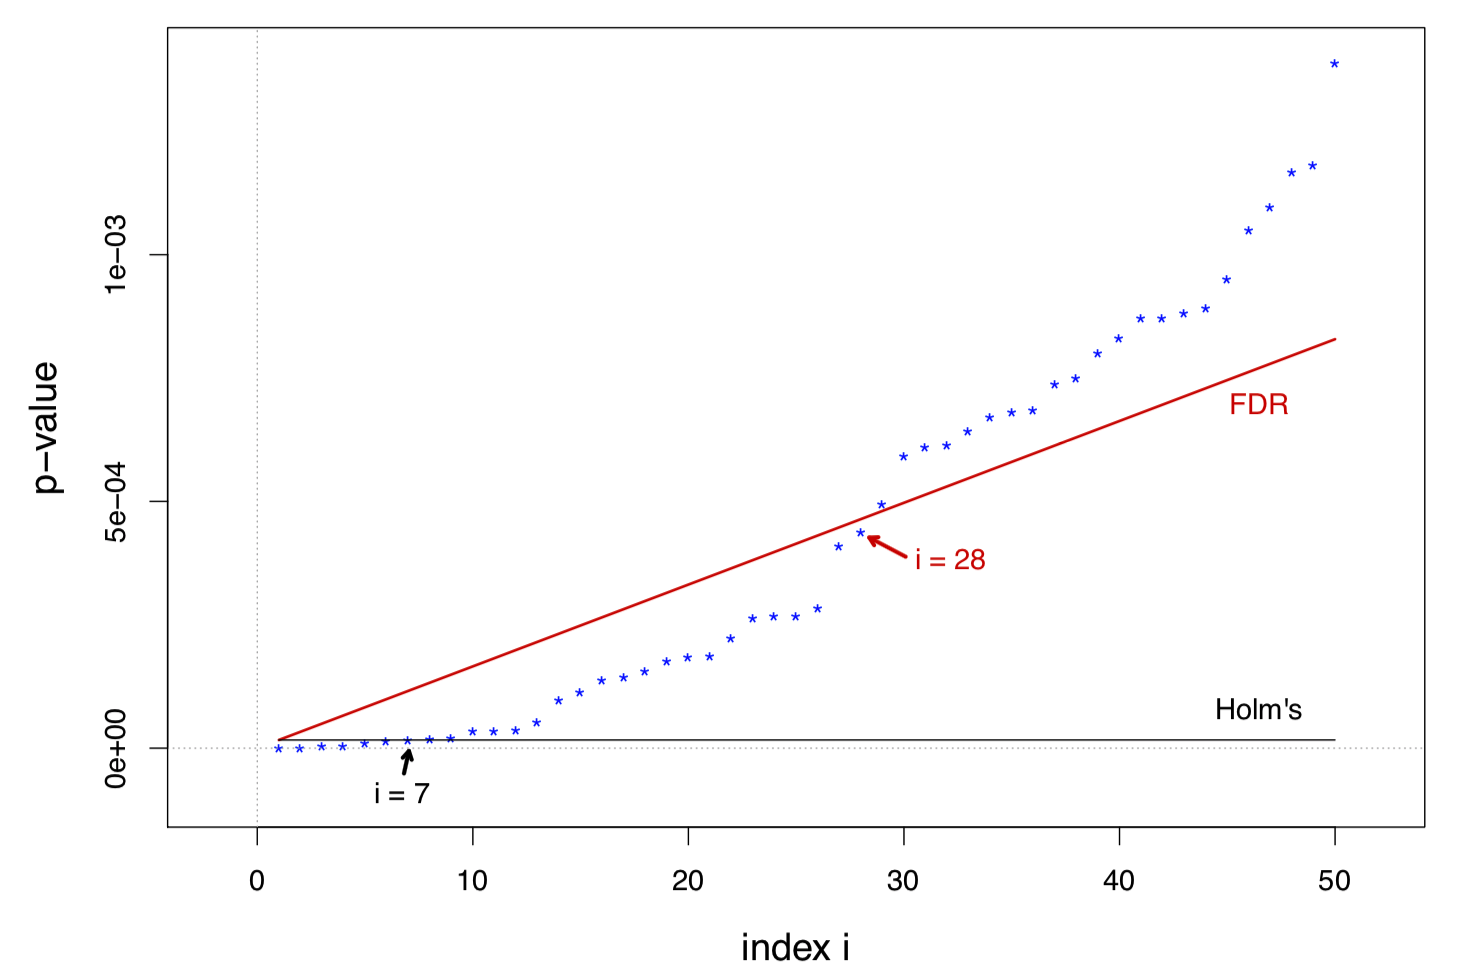 1e−03
5e−04
0e+00
p−value
FDR
i = 28
Holm's
i = 7
0 10 20 30 40 50
index i